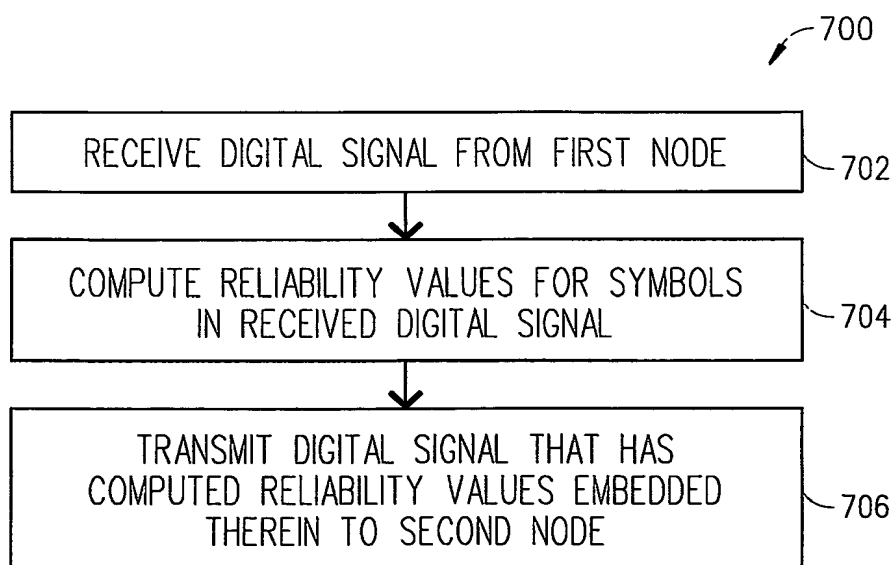 700
RECEIVE DIGITAL SIGNAL FROM FIRST NODE
702
COMPUTE RELIABILITY VALUES FOR SYMBOLS
IN RECEIVED DIGITAL SIGNAL
704
TRANSMIT DIGITAL SIGNAL THAT HAS
COMPUTED RELIABILITY VALUES EMBEDDED
THEREIN TO SECOND NODE
706